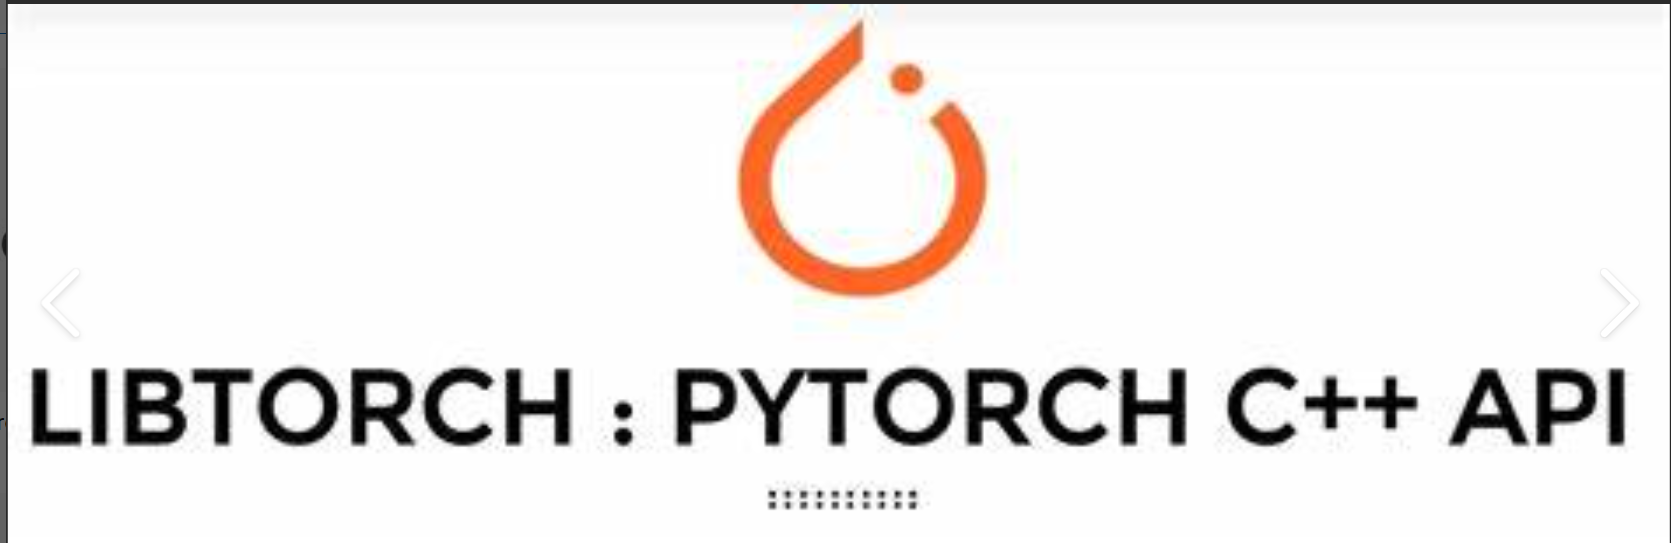 LIBTORCH : PYTORCH C++ API